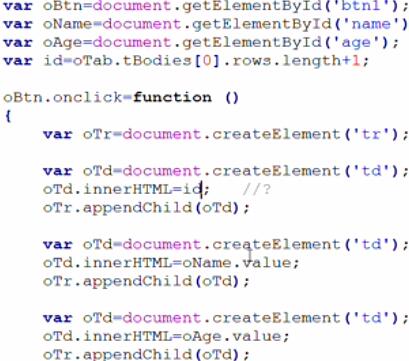 var oBtn=document.getElementById('btn1');
var oName=document.getElementById('name')
var oAge=document.getElementById('age');
var id=oTab.tBodies[0].rows.length+1;
oBtn.onclick=function ()
{
var oTr=document.createElement('tr');
var oTd=document.createElement('td');
oTd.innerHTML=id; //?
oTr.appendChild(oTd);
var oTd=document.createElement('td');
oTd.innerHTML=oName.value;
oTr.appendChild(oTd);
var oTd=document.createElement('td');
oTd.innerHTML=oAge.value;
oTr.appendChild(oTd);